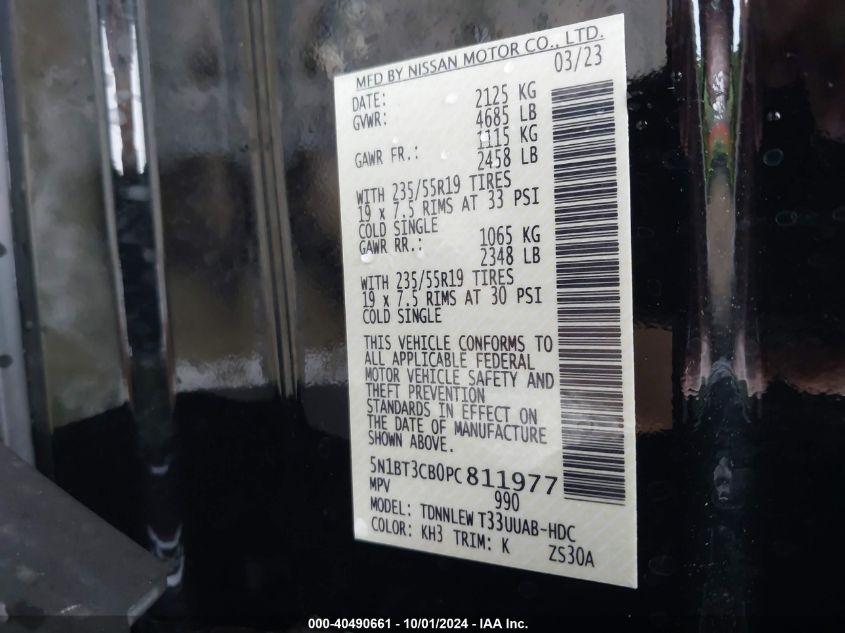 MFD BY NISSAN MOTOR CO., LTD.
DATE: 03/23
GVWR: 2125 KG
4685 LB
GAWR FR.: 1115 KG
2458 LB
WITH 235/55R19 TIRES
19 x 7.5 RIMS AT 33 PSI
COLD SINGLE
GAWR RR.: 1065 KG
2348 LB
WITH 235/55R19 TIRES
19 x 7.5 RIMS AT 30 PSI
COLD SINGLE
THIS VEHICLE CONFORMS TO
ALL APPLICABLE FEDERAL
MOTOR VEHICLE SAFETY AND
THEFT PREVENTION
STANDARDS IN EFFECT ON
THE DATE OF MANUFACTURE
SHOWN ABOVE.
5N1BT3CB0PC811977
MPV 990
MODEL: TDNNLEW T33UUAB-HDC
COLOR: KH3 TRIM: K ZS30A
000-40490661 - 10/01/2024 - IAA Inc.